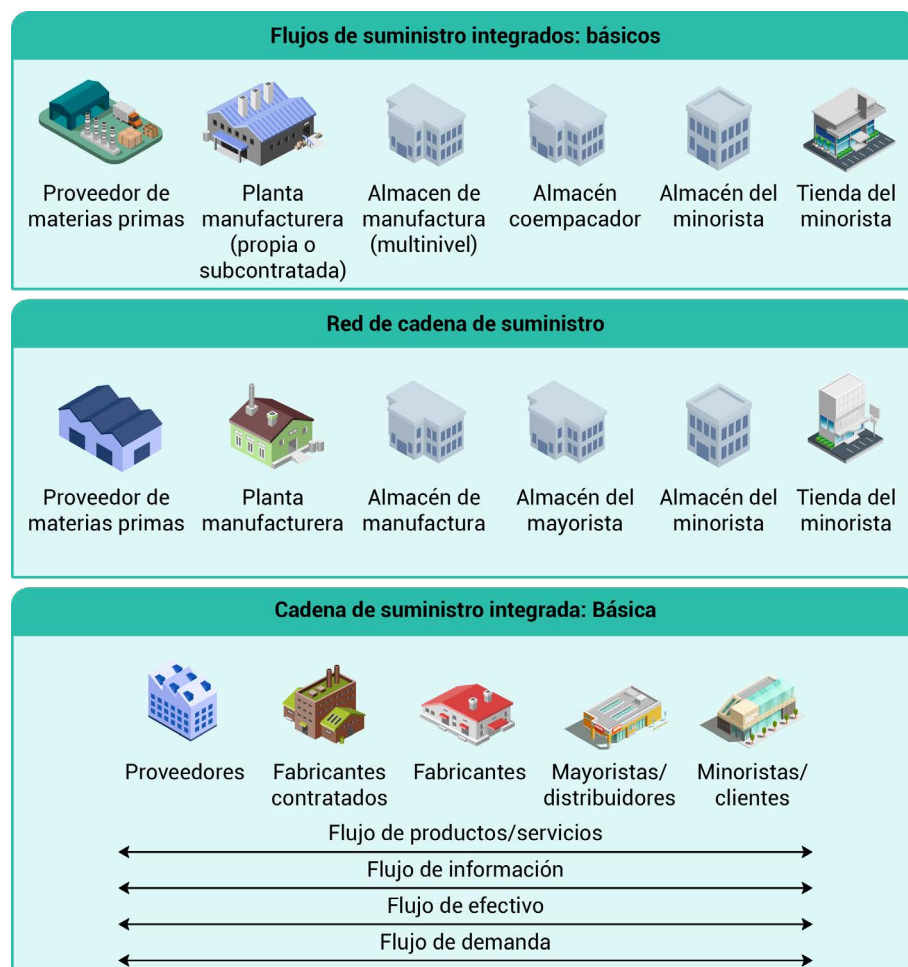 Flujos de suministro integrados: básicos
Proveedor de
materias primas
Planta
manufacturera
(propia o
subcontratada)
Almacen de
manufactura
(multinivel)
Almacén
coempacador
Almacén del
minorista
Tienda del
minorista
Red de cadena de suministro
Proveedor de
materias primas
Planta
manufacturera
Almacén de
manufactura
Almacén del
mayorista
Almacén del
minorista
Tienda del
minorista
Cadena de suministro integrada: Básica
Proveedores
Fabricantes
contratados
Fabricantes
Mayoristas/
distribuidores
Minoristas/
clientes
Flujo de productos/servicios
Flujo de información
Flujo de efectivo
Flujo de demanda